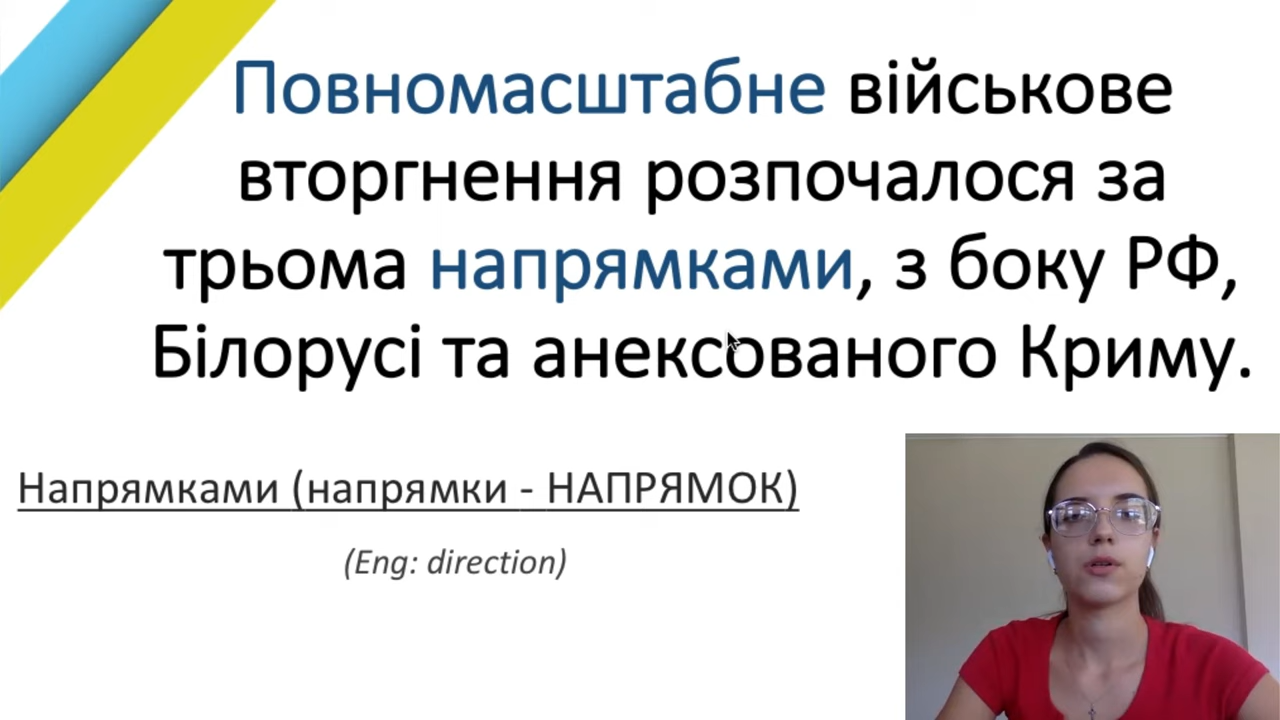 Повномасштабне військове
вторгнення розпочалося за
трьома напрямками, з боку РФ,
Білорусі та анексованого Криму.
Напрямками (напрямки - НАПРЯМОК)
(Eng: direction)